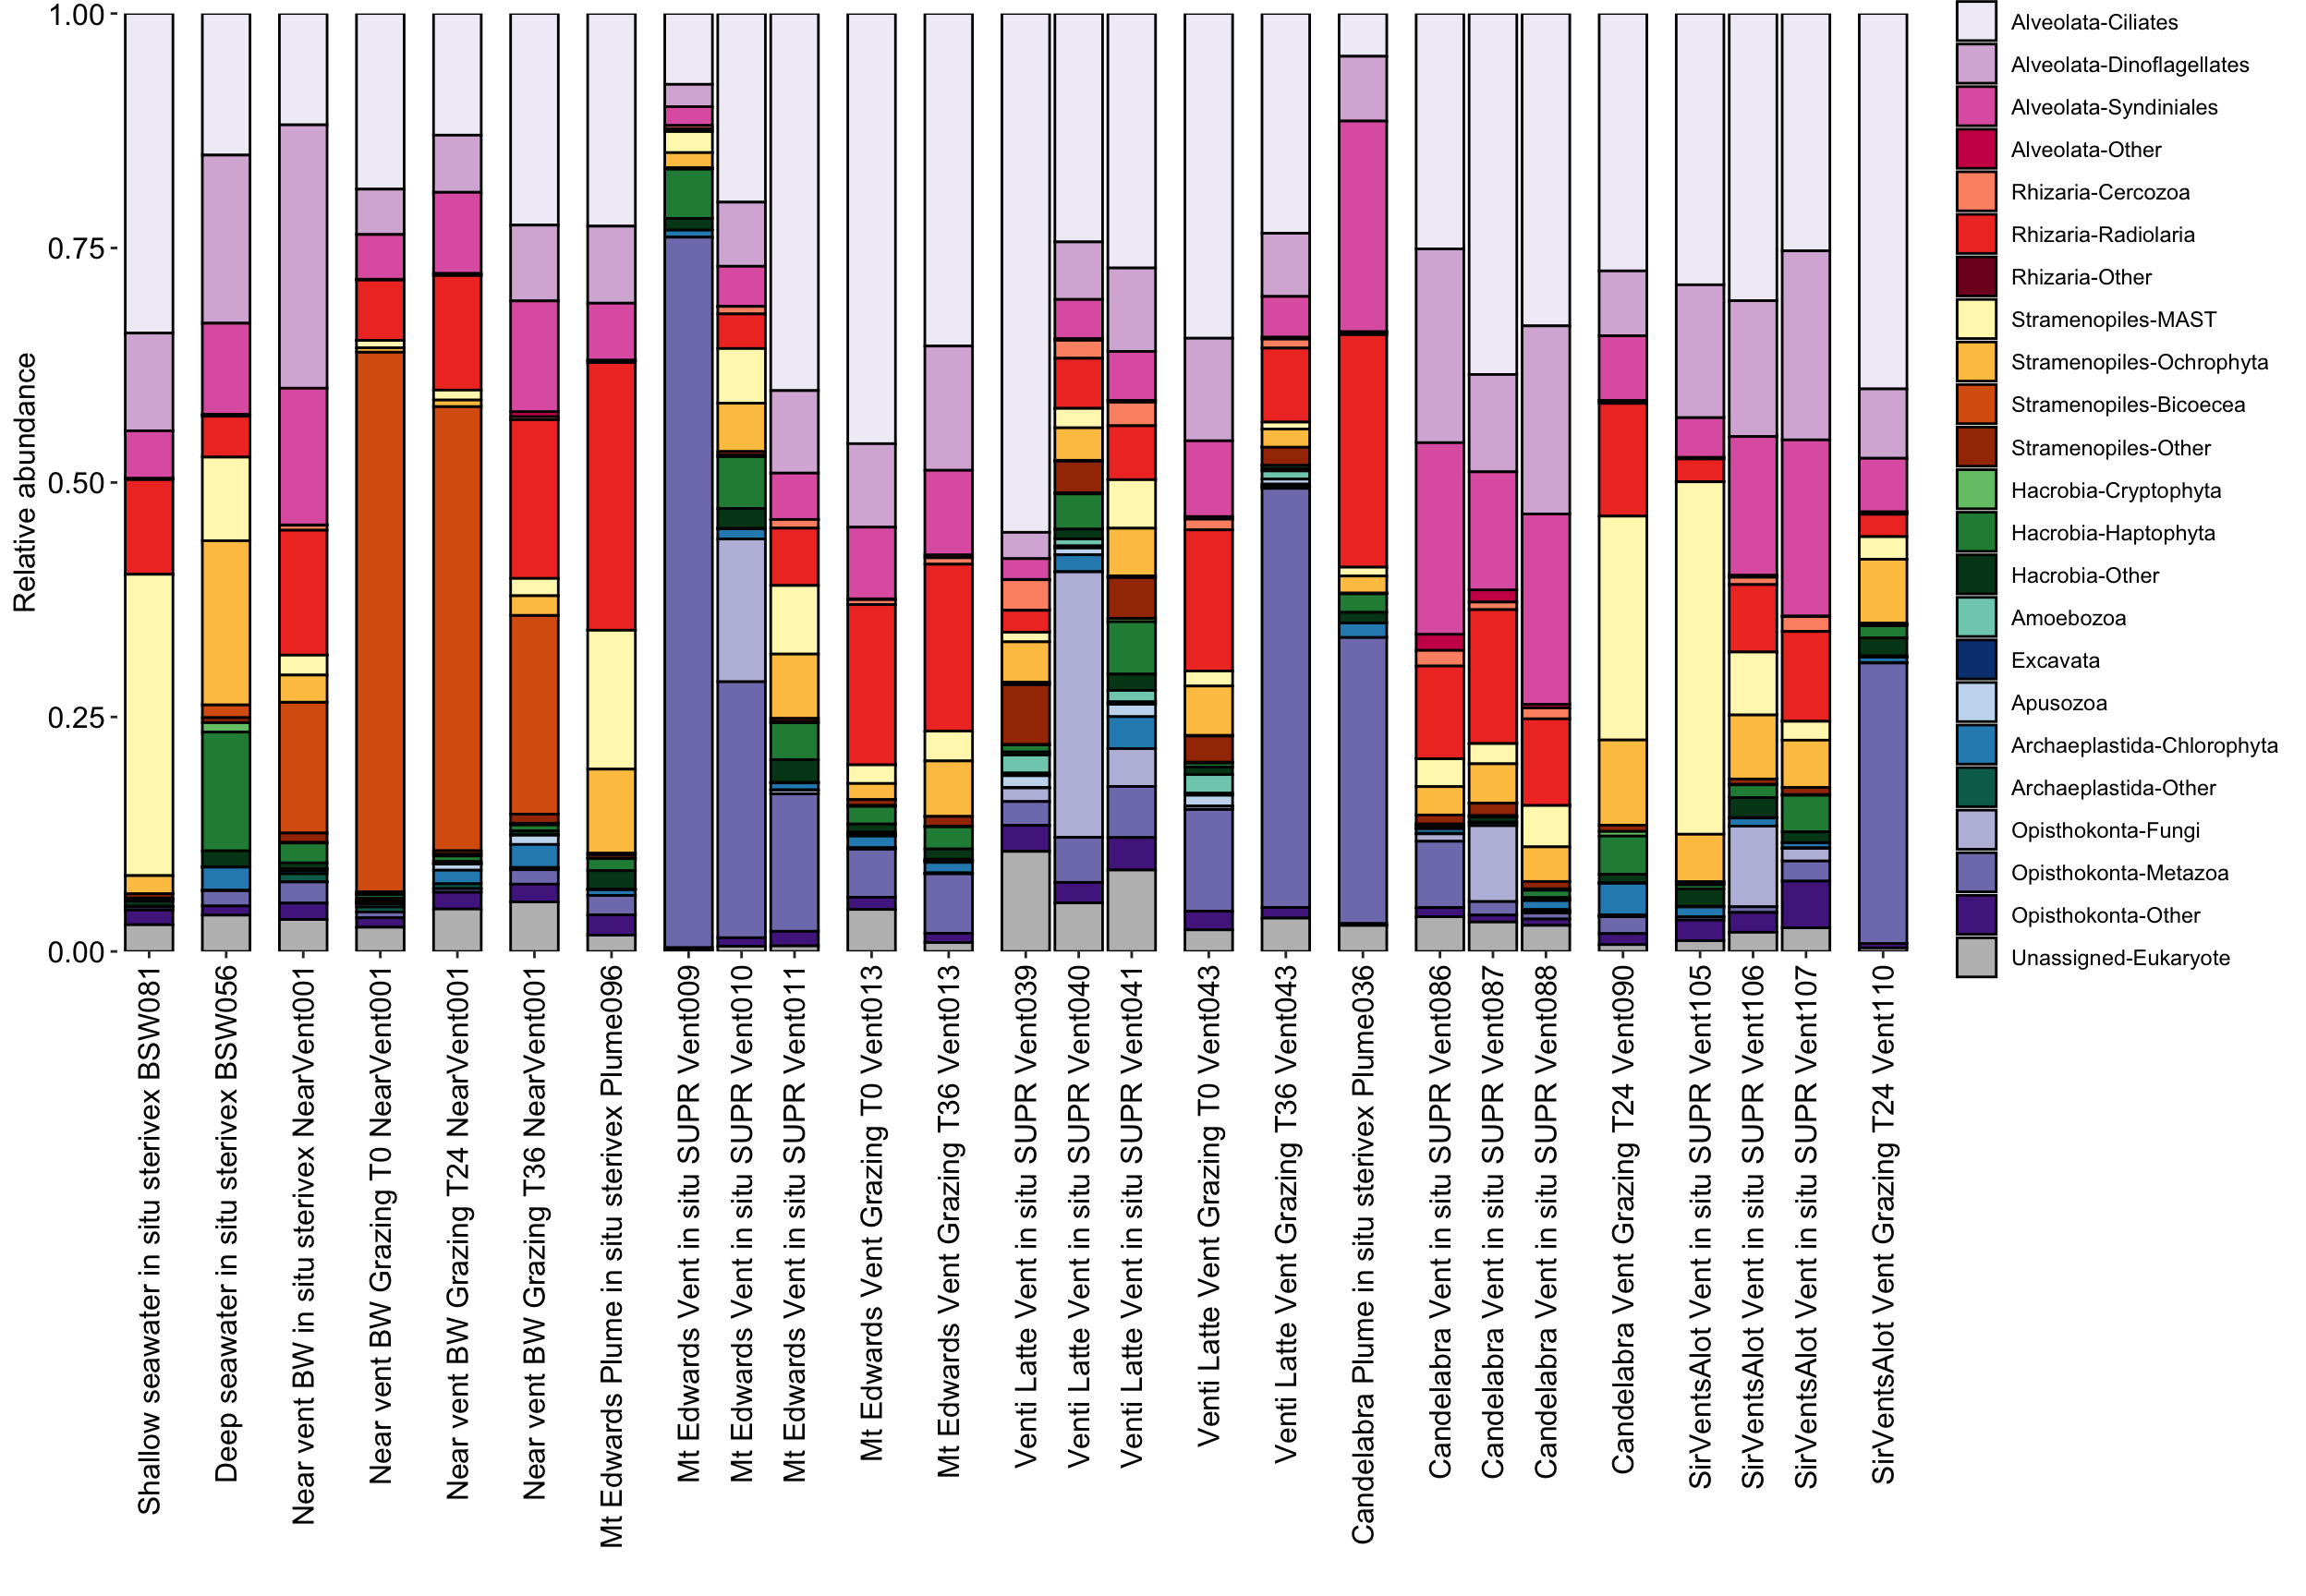 Relative abundance
1.00
0.75
0.50
0.25
0.00
Shallow seawater in situ sterivex BSW081
Deep seawater in situ sterivex BSW056
Near vent BW in situ sterivex NearVent001
Near vent BW Grazing T0 NearVent001
Near vent BW Grazing T24 NearVent001
Near vent BW Grazing T36 NearVent001
Mt Edwards Plume in situ sterivex Plume096
Mt Edwards Vent in situ SUPR Vent009
Mt Edwards Vent in situ SUPR Vent010
Mt Edwards Vent in situ SUPR Vent011
Mt Edwards Vent Grazing T0 Vent013
Mt Edwards Vent Grazing T36 Vent013
Venti Latte Vent in situ SUPR Vent039
Venti Latte Vent in situ SUPR Vent040
Venti Latte Vent in situ SUPR Vent041
Venti Latte Vent Grazing T0 Vent043
Venti Latte Vent Grazing T36 Vent043
Candelabra Plume in situ sterivex Plume036
Candelabra Vent in situ SUPR Vent086
Candelabra Vent in situ SUPR Vent087
Candelabra Vent in situ SUPR Vent088
Candelabra Vent Grazing T24 Vent090
SirVentsAlot Vent in situ SUPR Vent105
SirVentsAlot Vent in situ SUPR Vent106
SirVentsAlot Vent in situ SUPR Vent107
SirVentsAlot Vent Grazing T24 Vent110
Alveolata-Ciliates
Alveolata-Dinoflagellates
Alveolata-Syndiniales
Alveolata-Other
Rhizaria-Cercozoa
Rhizaria-Radiolaria
Rhizaria-Other
Stramenopiles-MAST
Stramenopiles-Ochrophyta
Stramenopiles-Bicoecea
Stramenopiles-Other
Hacrobia-Cryptophyta
Hacrobia-Haptophyta
Hacrobia-Other
Amoebozoa
Excavata
Apusozoa
Archaeplastida-Chlorophyta
Archaeplastida-Other
Opisthokonta-Fungi
Opisthokonta-Metazoa
Opisthokonta-Other
Unassigned-Eukaryote